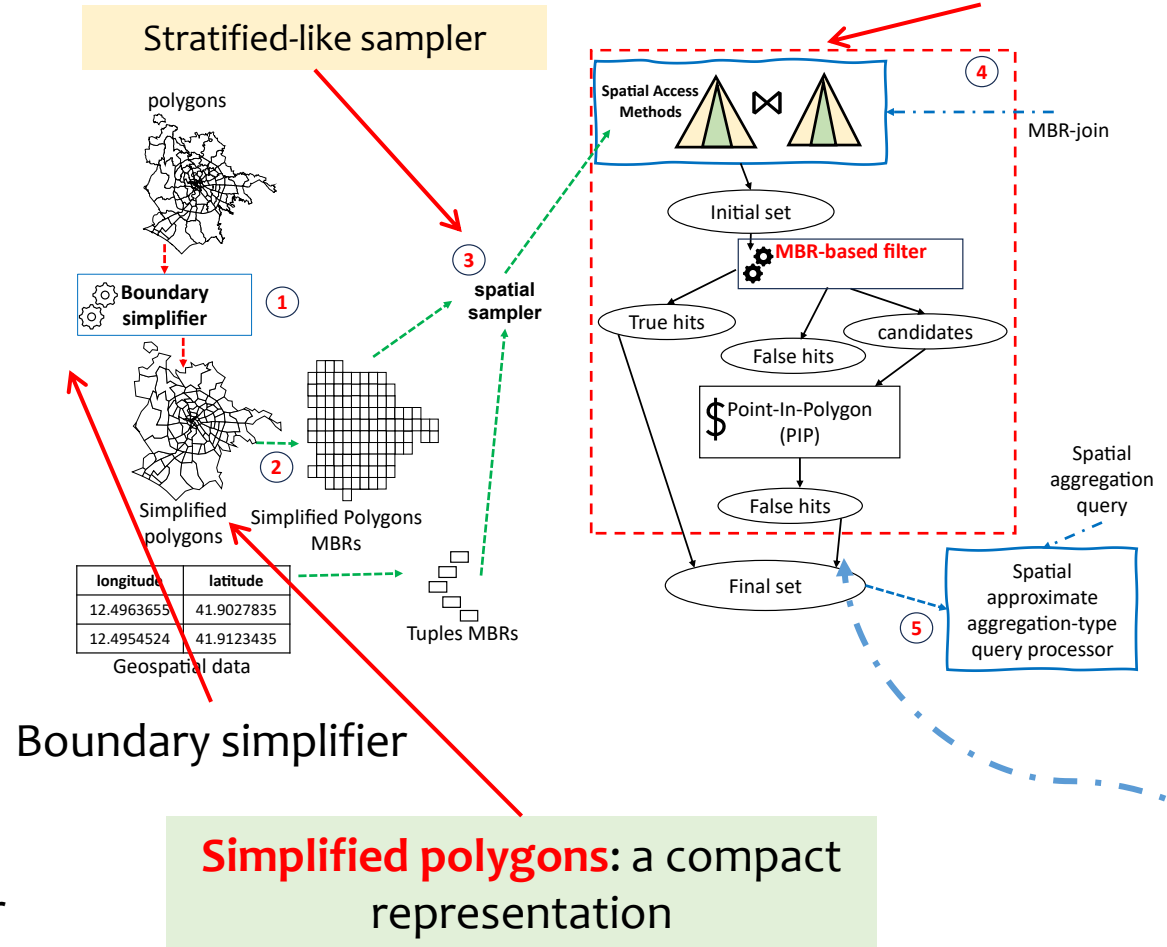 Stratified-like sampler
polygons
1
Boundary
simplifier
Simplified
polygons
2
Simplified Polygons
MBRs
longitude latitude
12.4963655 41.9027835
12.4954524 41.9123435
Geospatial data
Tuples MBRs
3
spatial
sampler
4
Spatial Access
Methods
⋈
MBR-join
Initial set
MBR-based filter
True hits
False hits
candidates
$ Point-In-Polygon
(PIP)
False hits
Final set
5
Spatial
aggregation
query
Spatial
approximate
aggregation-type
query processor
Boundary simplifier
Simplified polygons: a compact
representation